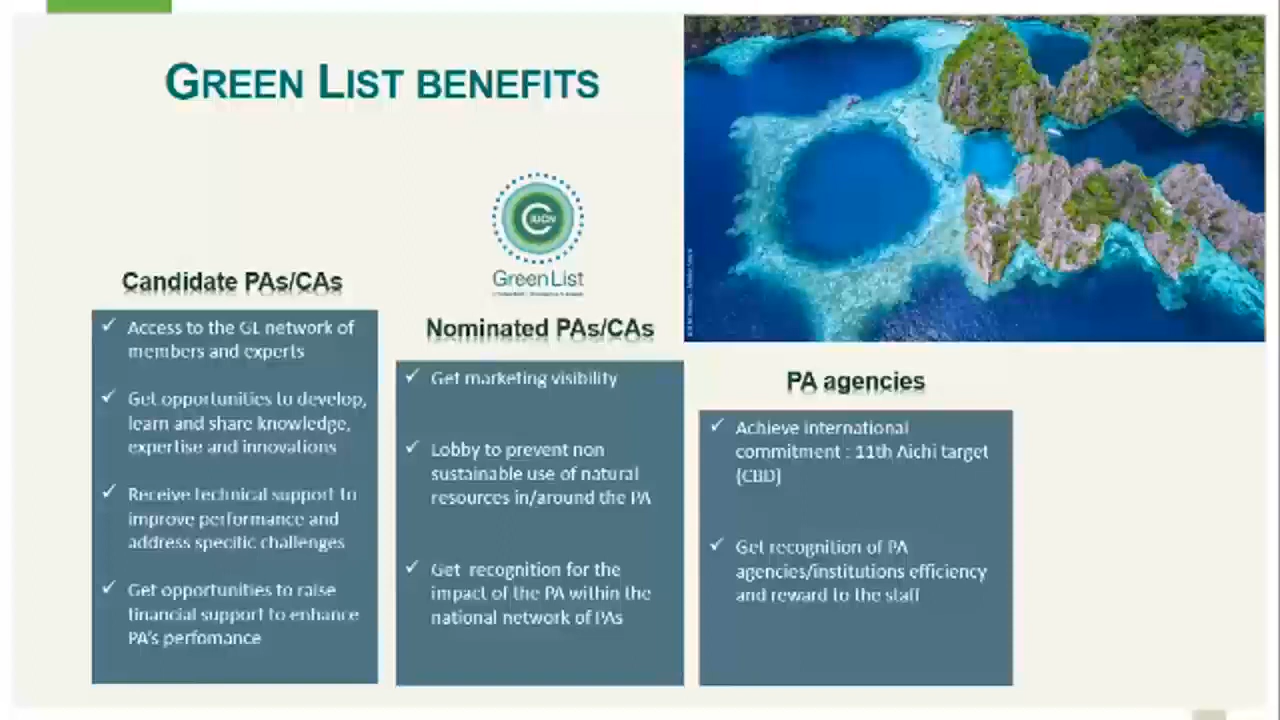 GREEN LIST BENEFITS
IUCN
GreenList
Candidate PAs/CAs
✓ Access to the GL network of
members and experts
✓ Get opportunities to develop,
learn and share knowledge,
expertise and innovations
✓ Receive technical support to
improve performance and
address specific challenges
✓ Get opportunities to raise
financial support to enhance
PA's perfomance
Nominated PAs/CAs
✓ Get marketing visibility
✓ Lobby to prevent non
sustainable use of natural
resources in/around the PA
✓ Get recognition for the
impact of the PA within the
national network of PAs
PA agencies
✓ Achieve international
commitment : 11th Aichi target
(CBD)
✓ Get recognition of PA
agencies/institutions efficiency
and reward to the staff